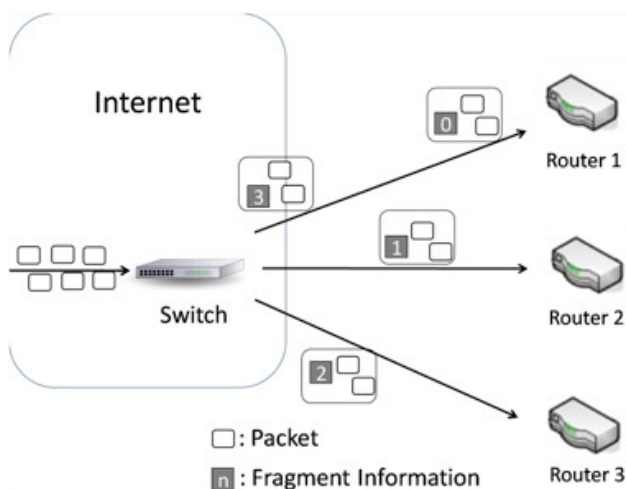 Internet
0
Router 1
3
1
Router 2
Switch
2
: Packet
n : Fragment Information
Router 3